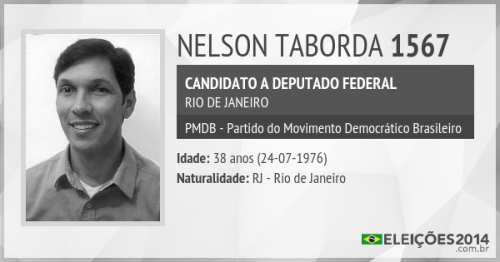 NELSON TABORDA 1567
CANDIDATO A DEPUTADO FEDERAL
RIO DE JANEIRO
PMDB - Partido do Movimento Democrático Brasileiro
Idade: 38 anos (24-07-1976)
Naturalidade: RJ - Rio de Janeiro
ELEIÇÕES2014
.com.br